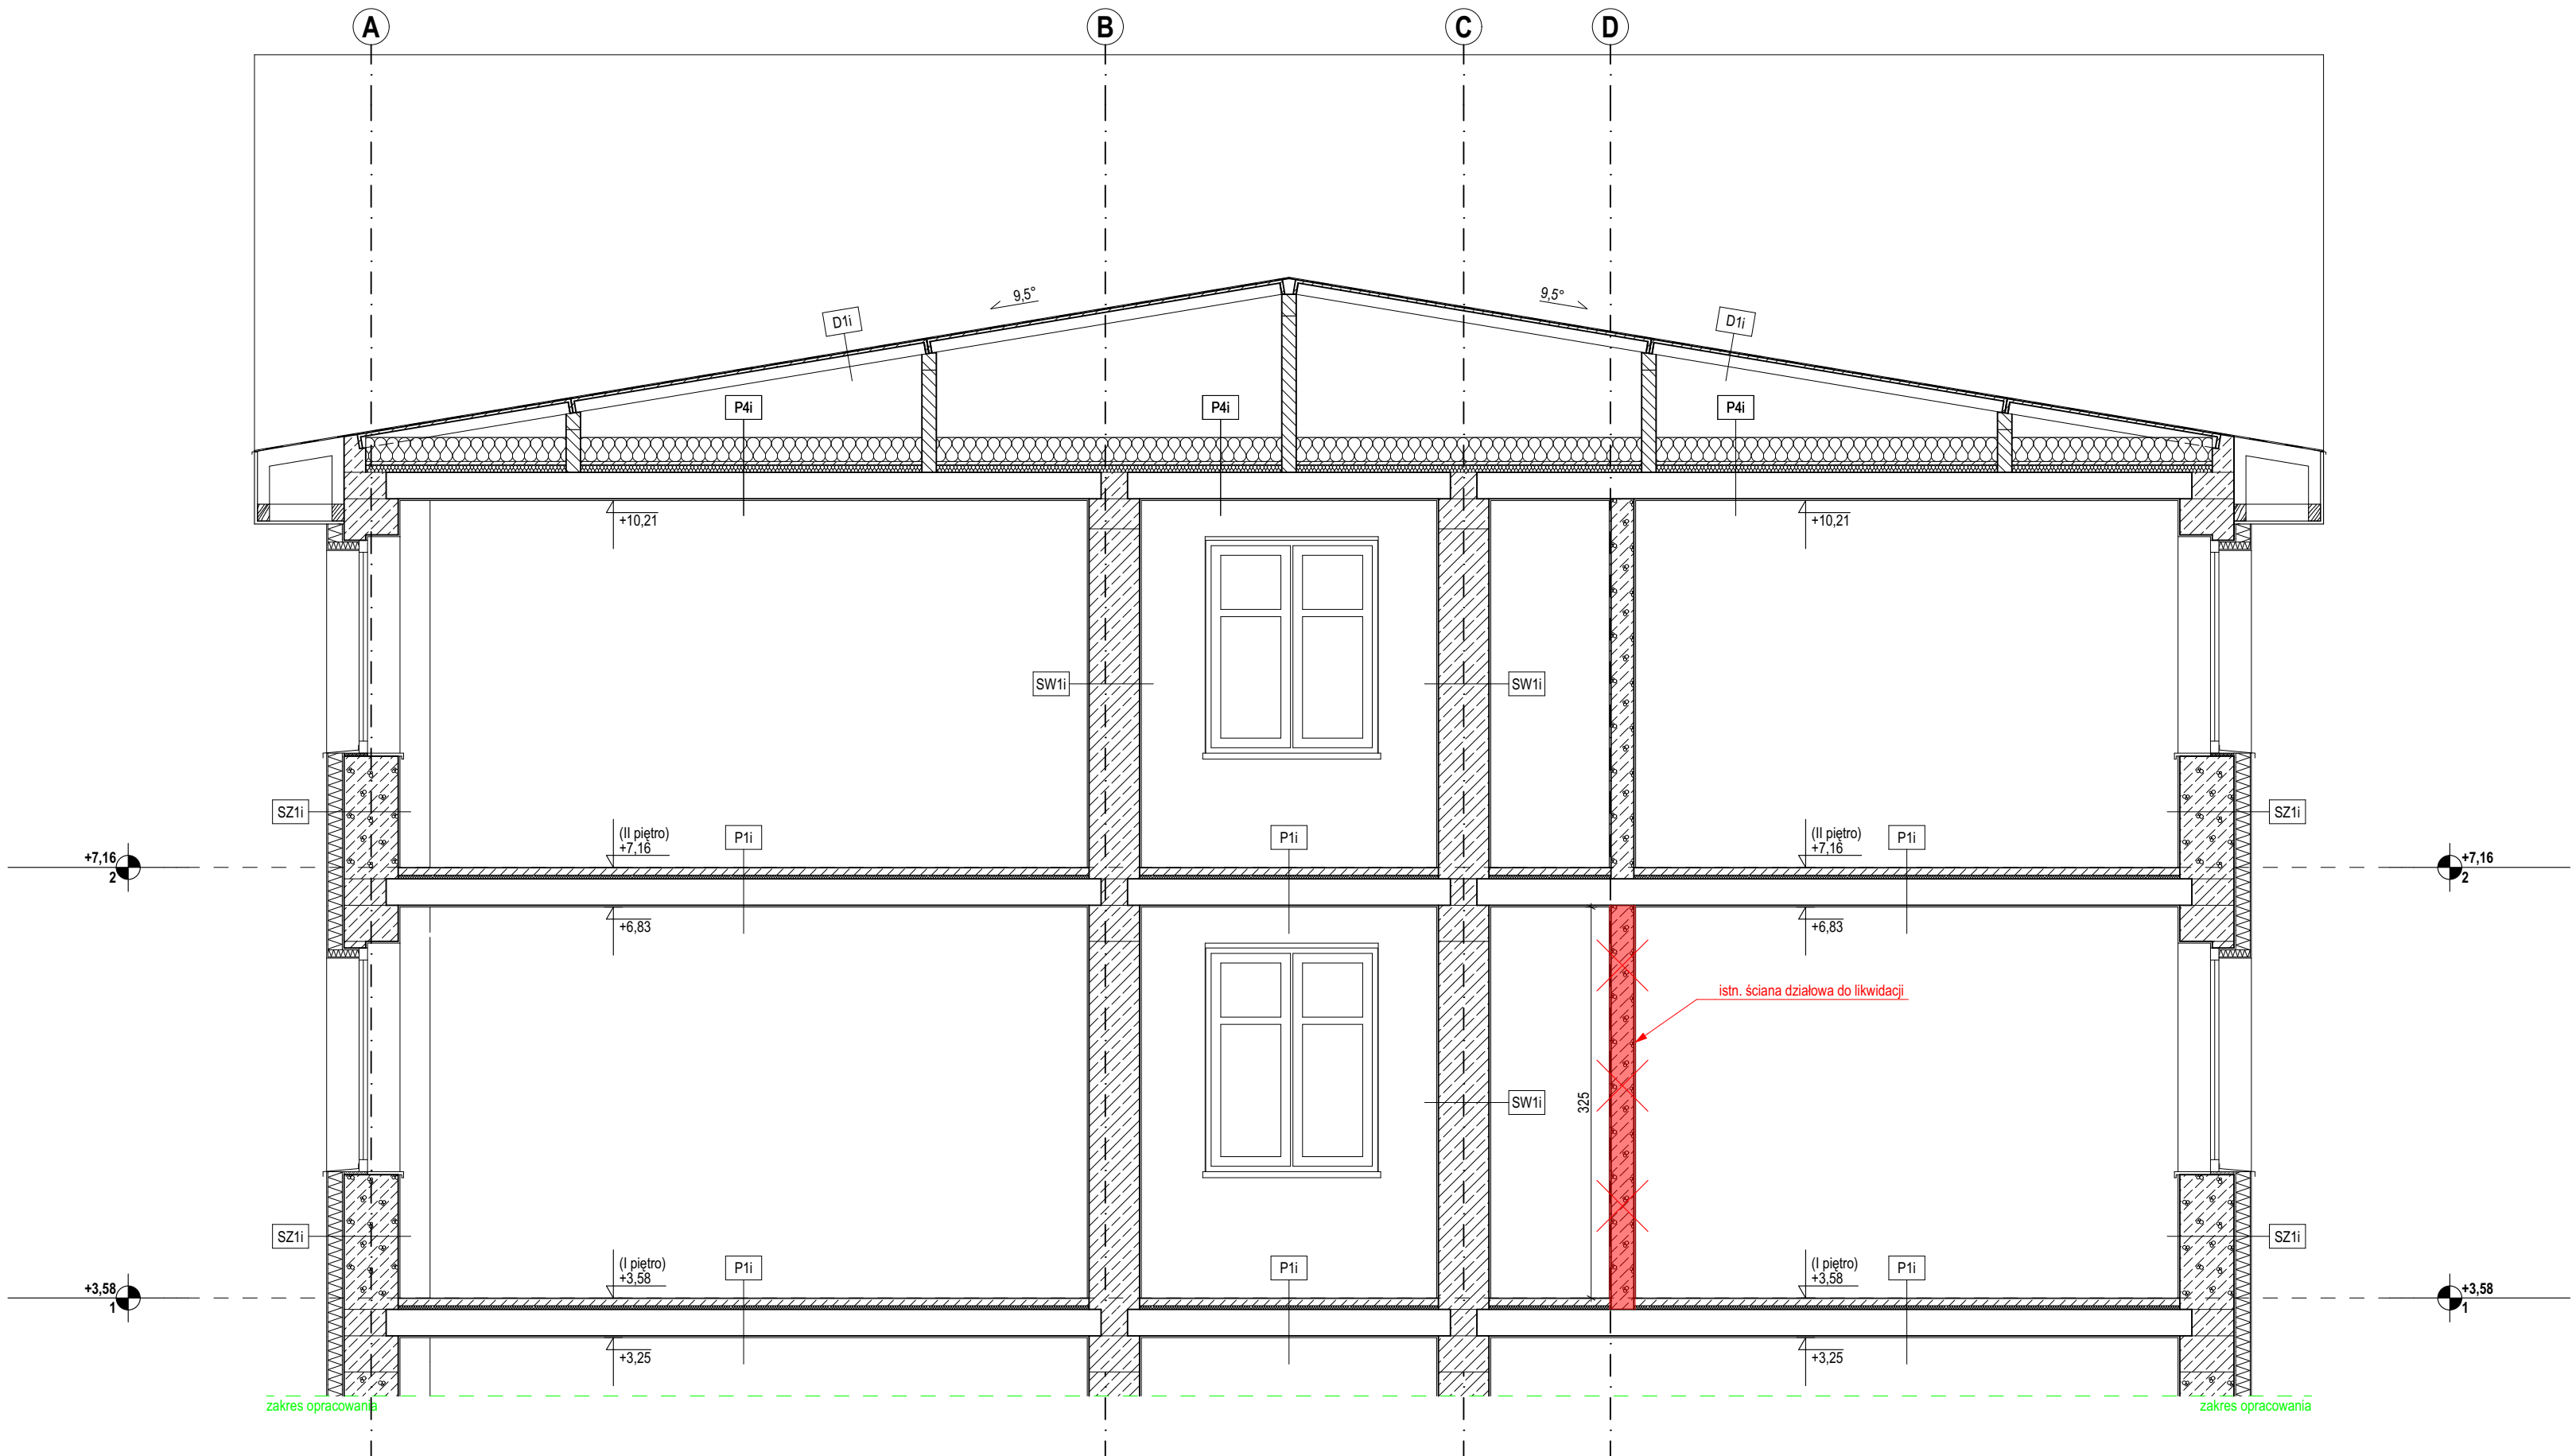 A B C D
9,5° 9,5°
D1i D1i
P4i P4i P4i
+10,21 +10,21
SW1i SW1i
SZ1i SZ1i
(II piętro) (II piętro)
+7,16 P1i P1i +7,16 P1i
+7,16 +7,16
2 2
+6,83 +6,83
istn. ściana działowa do likwidacji
325
SW1i
SZ1i SZ1i
(I piętro) (I piętro)
+3,58 P1i P1i +3,58 P1i
+3,58 +3,58
1 1
+3,25 +3,25
zakres opracowania zakres opracowania